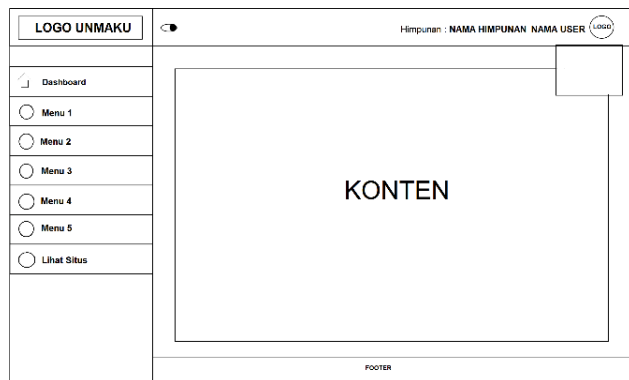 LOGO UNMAKU
Himpunan : NAMA HIMPUNAN NAMA USER LOGO
Dashboard
Menu 1
Menu 2
Menu 3
Menu 4
Menu 5
Lihat Situs
KONTEN
FOOTER